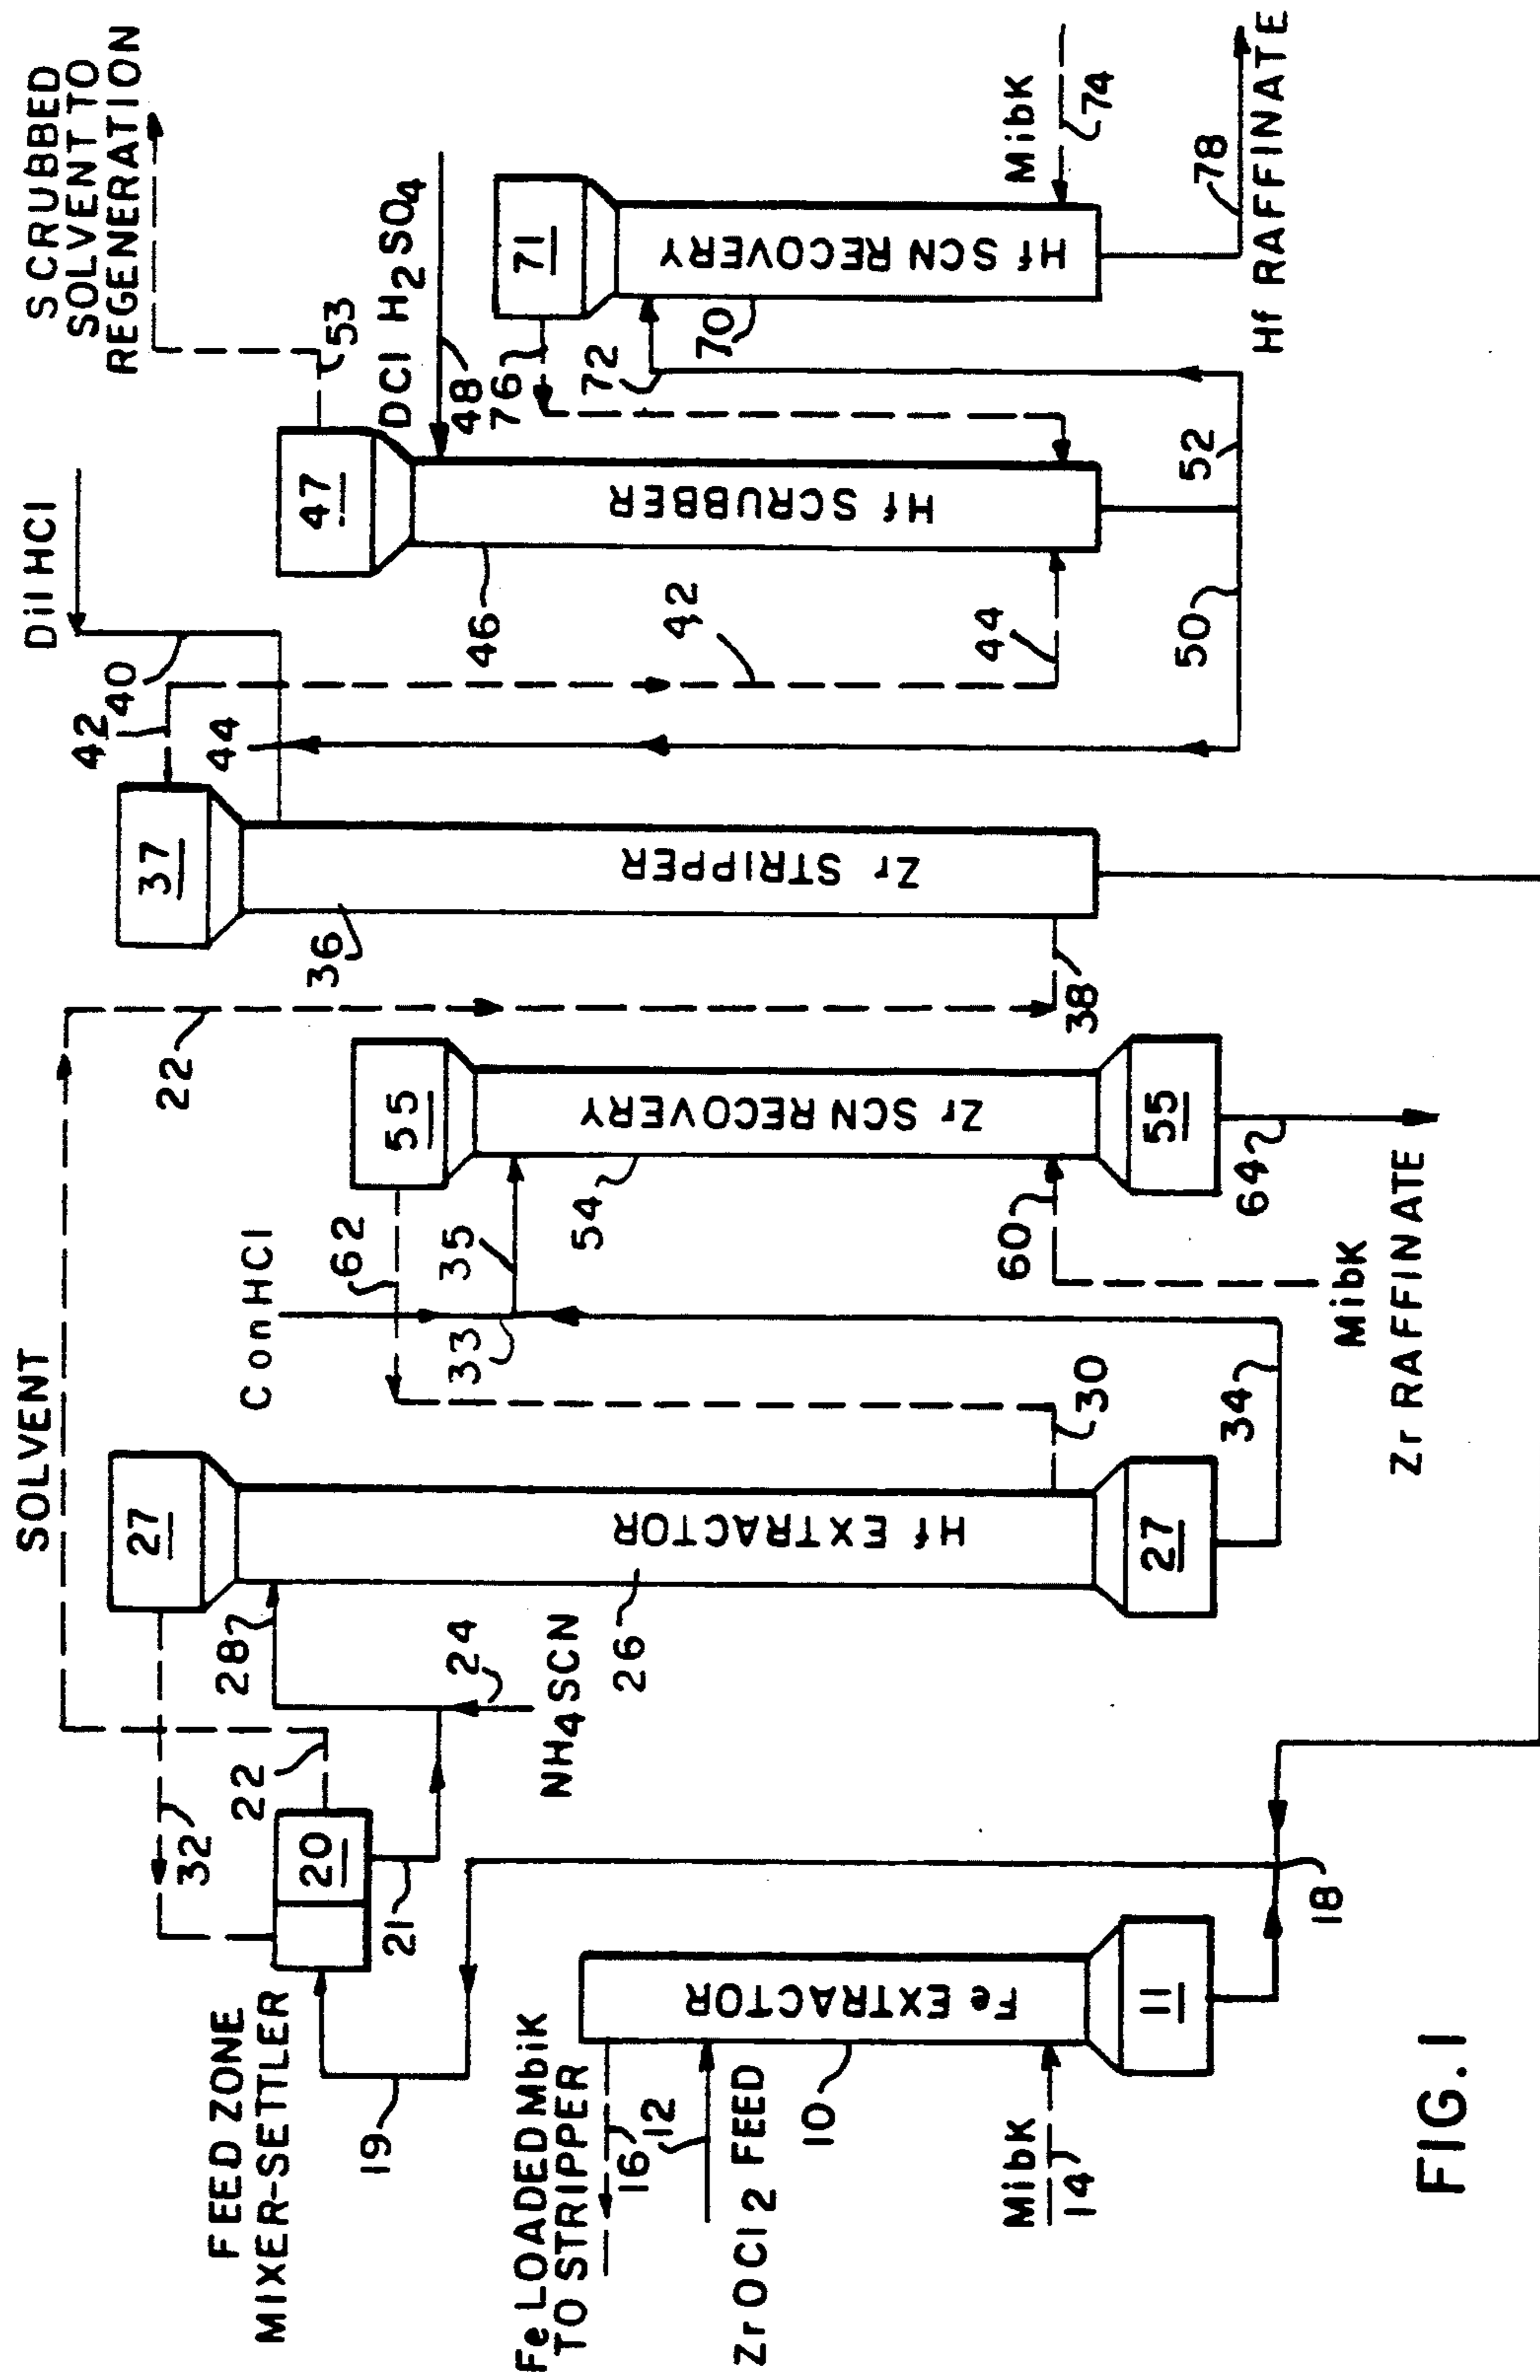 SCRUBBED
SOLVENT TO
REGENERATION
53
DCl H2SO4
48
76
72
70
71
Hf SCN RECOVERY
MibK
74
78
Hf RAFFINATE
52
50
47
Hf SCRUBBER
46
Dil HCl
40
42
44
42
44
37
Zr STRIPPER
36
38
22
55
Zr SCN RECOVERY
55
54
60
64
MibK
Zr RAFFINATE
62
35
33
Con HCl
30
34
SOLVENT
27
Hf EXTRACTOR
27
28
26
24
NH4SCN
22
32
20
21
FEED ZONE
MIXER-SETTLER
19
18
Fe LOADED MbiK
TO STRIPPER
16
12
ZrOCl2 FEED
10
Fe EXTRACTOR
11
MibK
14
FIG. 1